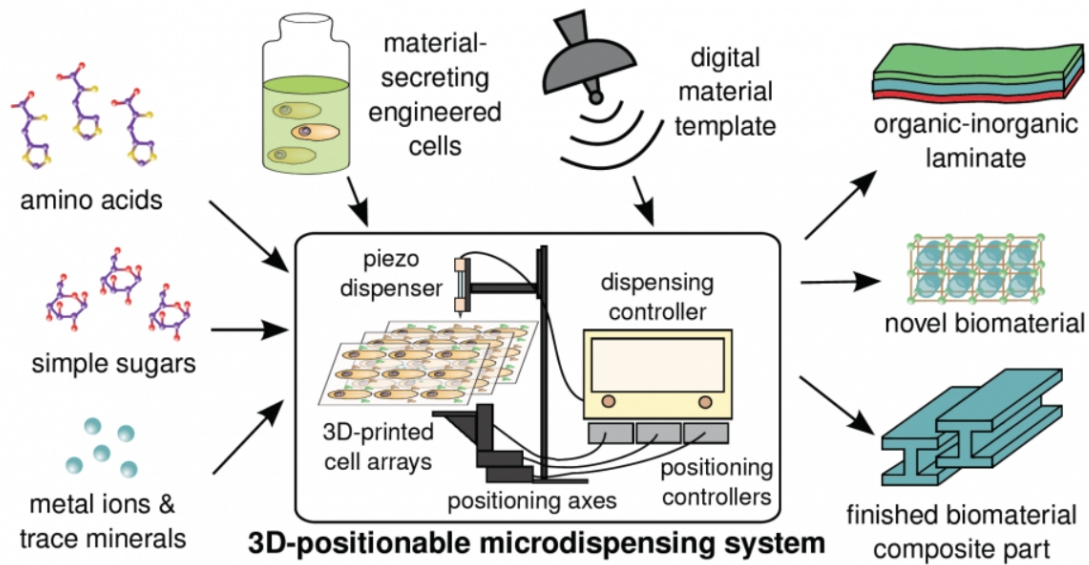 amino acids
simple sugars
metal ions &
trace minerals
material-
secreting
engineered
cells
digital
material
template
piezo
dispenser
dispensing
controller
3D-printed
cell arrays
positioning axes
positioning
controllers
3D-positionable microdispensing system
organic-inorganic
laminate
novel biomaterial
finished biomaterial
composite part